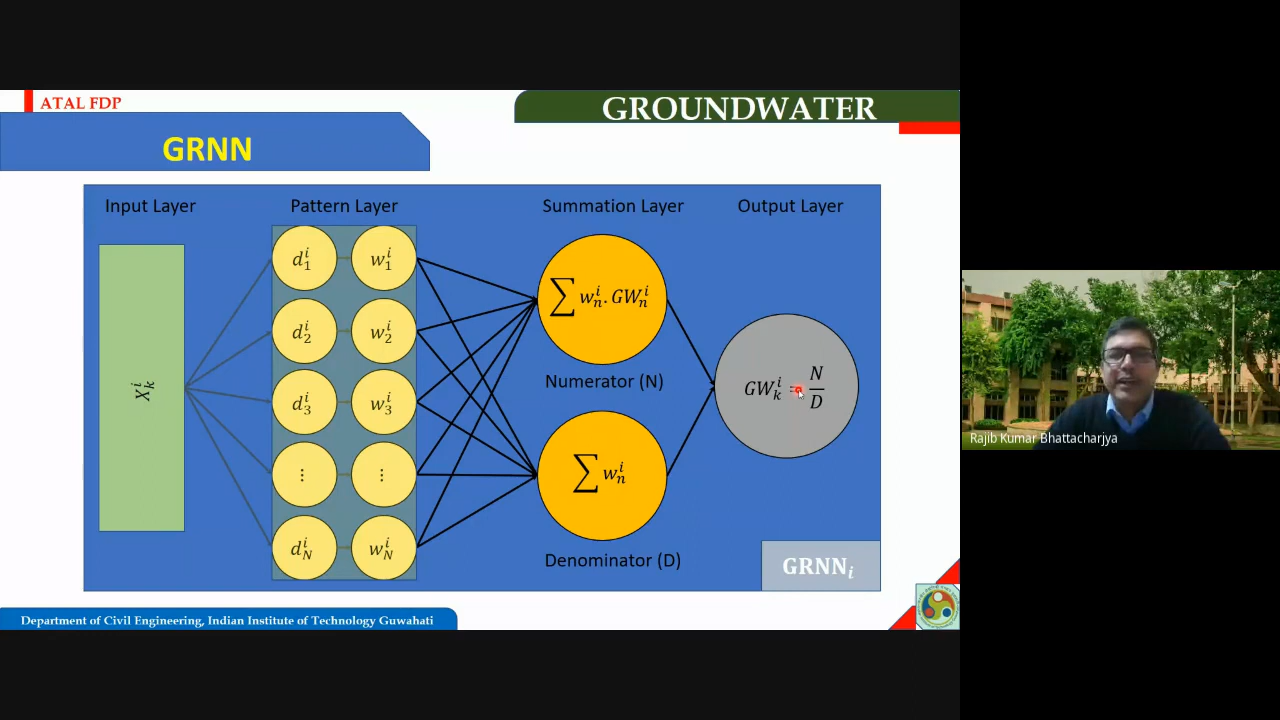 ATAL FDP
GROUNDWATER
GRNN
Input Layer
Pattern Layer
Summation Layer
Output Layer
X_k^i
d_1^i
w_1^i
d_2^i
w_2^i
d_3^i
w_3^i
⋮
⋮
d_N^i
w_N^i
∑ w_n^i . GW_n^i
Numerator (N)
∑ w_n^i
Denominator (D)
GW_k^i = N/D
GRNN_i
Department of Civil Engineering, Indian Institute of Technology Guwahati
Rajib Kumar Bhattacharjya